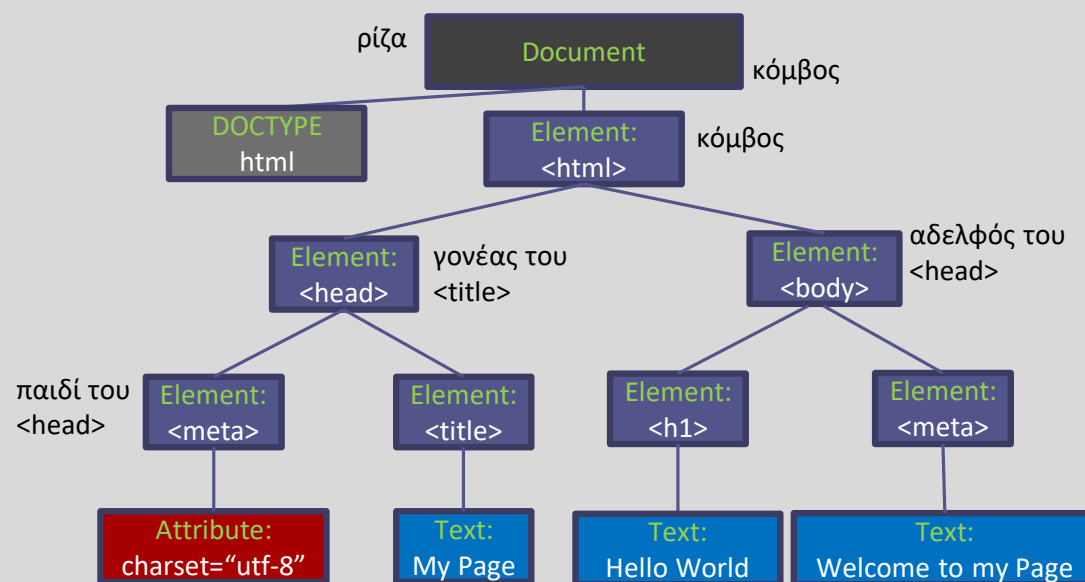 ρίζα
Document
κόμβος
DOCTYPE
html
Element:
<html>
κόμβος
Element:
<head>
γονέας του
<title>
Element:
<body>
αδελφός του
<head>
παιδί του
<head>
Element:
<meta>
Element:
<title>
Element:
<h1>
Element:
<meta>
Attribute:
charset=“utf-8”
Text:
My Page
Text:
Hello World
Text:
Welcome to my Page